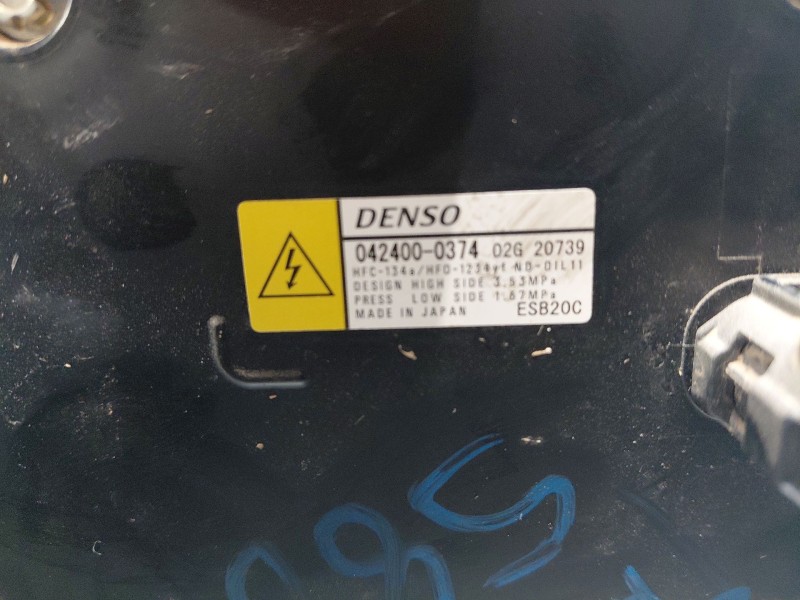 DENSO
042400-0374 02G 20739
HFC-134a/HFO-1234yf ND-OIL11
DESIGN HIGH SIDE 3.53MPa
PRESS LOW SIDE 1.67MPa
MADE IN JAPAN ESB20C